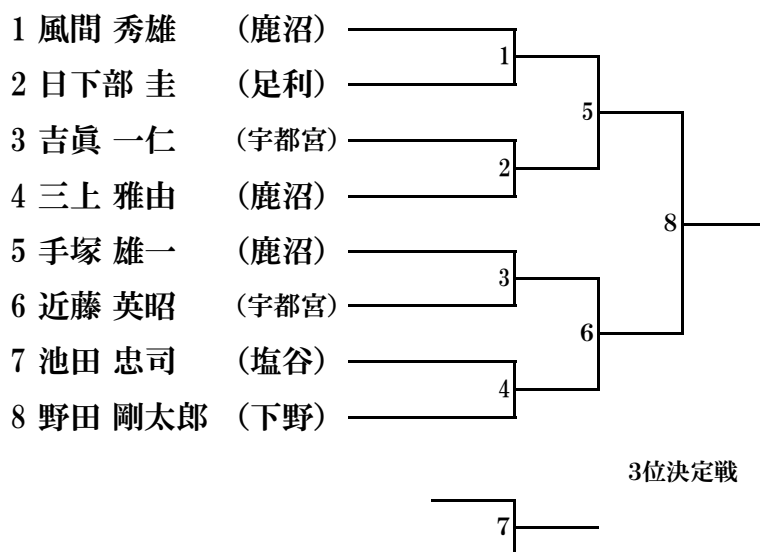 1 風間 秀雄 （鹿沼）
2 日下部 圭 （足利）
3 吉眞 一仁 （宇都宮）
4 三上 雅由 （鹿沼）
5 手塚 雄一 （鹿沼）
6 近藤 英昭 （宇都宮）
7 池田 忠司 （塩谷）
8 野田 剛太郎 （下野）
1
2
3
4
5
6
8
3位決定戦
7